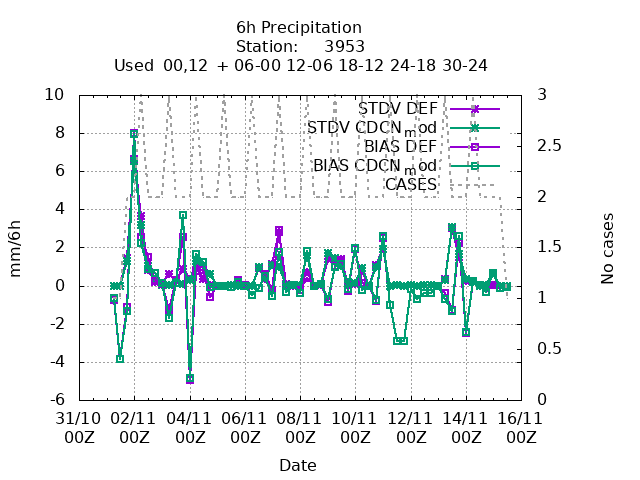 6h Precipitation
Station: 3953
Used 00,12 + 06-00 12-06 18-12 24-18 30-24
STDV DEF
STDV CDCN_mod
BIAS DEF
BIAS CDCN_mod
CASES
10
8
6
4
2
0
-2
-4
-6
mm/6h
3
2.5
2
1.5
1
0.5
0
No cases
31/10 02/11 04/11 06/11 08/11 10/11 12/11 14/11 16/11
00Z 00Z 00Z 00Z 00Z 00Z 00Z 00Z 00Z
Date